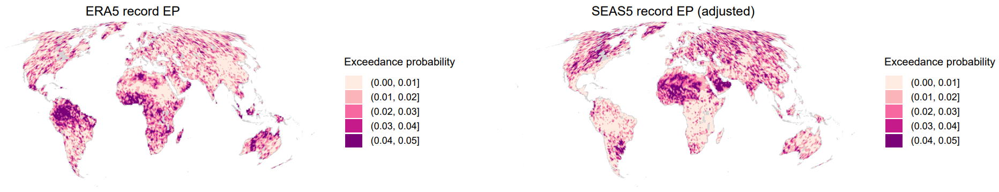 ERA5 record EP
Exceedance probability
(0.00, 0.01]
(0.01, 0.02]
(0.02, 0.03]
(0.03, 0.04]
(0.04, 0.05]
SEAS5 record EP (adjusted)
Exceedance probability
(0.00, 0.01]
(0.01, 0.02]
(0.02, 0.03]
(0.03, 0.04]
(0.04, 0.05]